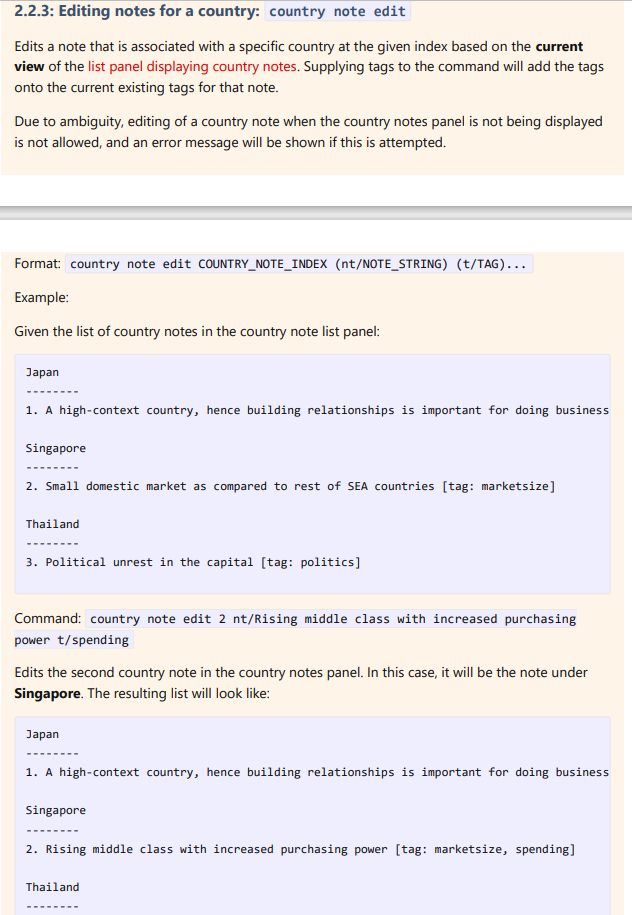 2.2.3: Editing notes for a country: country note edit
Edits a note that is associated with a specific country at the given index based on the current
view of the list panel displaying country notes. Supplying tags to the command will add the tags
onto the current existing tags for that note.
Due to ambiguity, editing of a country note when the country notes panel is not being displayed
is not allowed, and an error message will be shown if this is attempted.
Format: country note edit COUNTRY_NOTE_INDEX (nt/NOTE_STRING) (t/TAG)...
Example:
Given the list of country notes in the country note list panel:
Japan
--------
1. A high-context country, hence building relationships is important for doing business
Singapore
--------
2. Small domestic market as compared to rest of SEA countries [tag: marketsize]
Thailand
--------
3. Political unrest in the capital [tag: politics]
Command: country note edit 2 nt/Rising middle class with increased purchasing
power t/spending
Edits the second country note in the country notes panel. In this case, it will be the note under
Singapore. The resulting list will look like:
Japan
--------
1. A high-context country, hence building relationships is important for doing business
Singapore
--------
2. Rising middle class with increased purchasing power [tag: marketsize, spending]
Thailand
--------